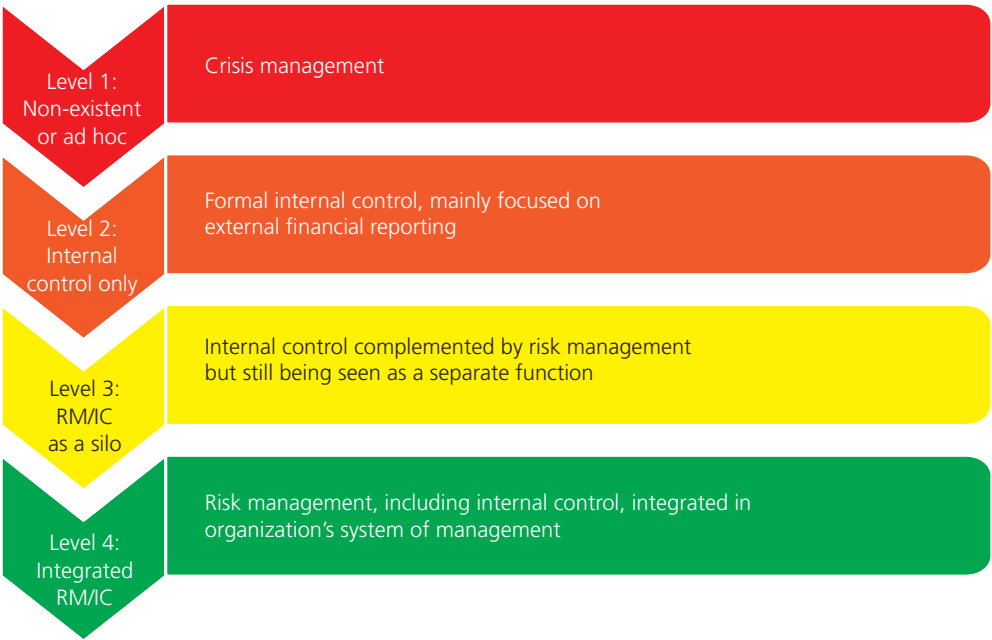 Level 1:
Non-existent
or ad hoc
Crisis management
Level 2:
Internal
control only
Formal internal control, mainly focused on
external financial reporting
Level 3:
RM/IC
as a silo
Internal control complemented by risk management
but still being seen as a separate function
Level 4:
Integrated
RM/IC
Risk management, including internal control, integrated in
organization’s system of management